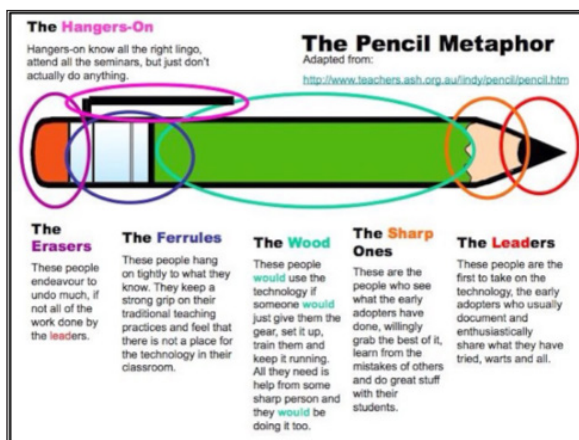 The Hangers-On
Hangers-on know all the right lingo,
attend all the seminars, but just don't
actually do anything.
The Pencil Metaphor
Adapted from:
http://www.teachers.ash.org.au/indy/pencil/pencil.htm
The
Erasers
These people
endeavour to
undo much, if
not all of the
work done by
the leaders.
The Ferrules
These people hang
on tightly to what they
know. They keep a
strong grip on their
traditional teaching
practices and feel that
there is not a place for
the technology in their
classroom.
The Wood
These people
would use the
technology if
someone would
just give them the
gear, set it up,
train them and
keep it running.
All they need is
help from some
sharp person and
they would be
doing it too.
The Sharp
Ones
These are the
people who see
what the early
adopters have
done, willingly
grab the best of it,
learn from the
mistakes of others
and do great stuff
with their
students.
The Leaders
These people are the
first to take on the
technology, the early
adopters who usually
document and
enthusiastically
share what they have
tried, warts and all.